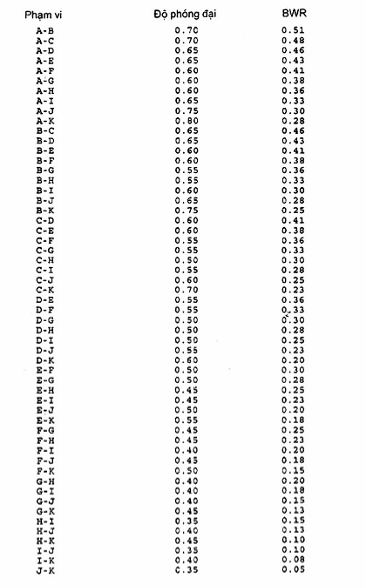 Phạm vi Độ phóng đại BWR
A-B 0.70 0.51
A-C 0.70 0.48
A-D 0.65 0.46
A-E 0.65 0.43
A-F 0.60 0.41
A-G 0.60 0.38
A-H 0.60 0.36
A-I 0.65 0.33
A-J 0.75 0.30
A-K 0.80 0.28
B-C 0.65 0.46
B-D 0.65 0.43
B-E 0.60 0.41
B-F 0.60 0.38
B-G 0.55 0.36
B-H 0.55 0.33
B-I 0.60 0.30
B-J 0.65 0.28
B-K 0.75 0.25
C-D 0.60 0.41
C-E 0.60 0.38
C-F 0.55 0.36
C-G 0.55 0.33
C-H 0.50 0.30
C-I 0.55 0.28
C-J 0.60 0.25
C-K 0.70 0.23
D-E 0.55 0.36
D-F 0.55 0.33
D-G 0.50 0.30
D-H 0.50 0.28
D-I 0.50 0.25
D-J 0.55 0.23
D-K 0.60 0.20
E-F 0.50 0.30
E-G 0.50 0.28
E-H 0.45 0.25
E-I 0.45 0.23
E-J 0.50 0.20
E-K 0.55 0.18
F-G 0.45 0.25
F-H 0.45 0.23
F-I 0.40 0.20
F-J 0.45 0.18
F-K 0.50 0.15
G-H 0.40 0.20
G-I 0.40 0.18
G-J 0.40 0.15
G-K 0.45 0.13
H-I 0.35 0.15
H-J 0.40 0.13
H-K 0.45 0.10
I-J 0.35 0.10
I-K 0.40 0.08
J-K 0.35 0.05